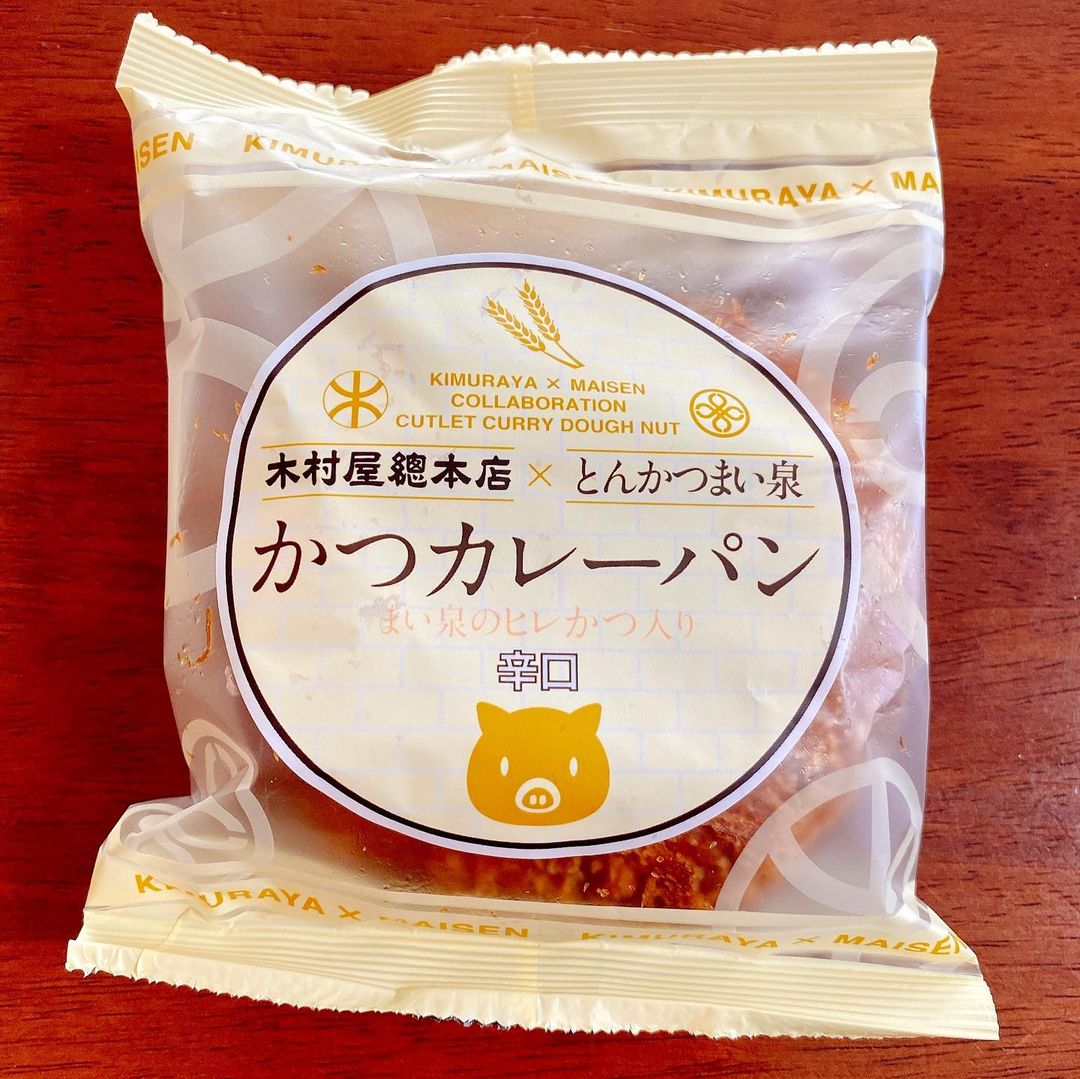 KIMURAYA × MAISEN KIMURAYA × MA
KIMURAYA × MAISEN
COLLABORATION
CUTLET CURRY DOUGH NUT
木村屋總本店 × とんかつまい泉
かつカレーパン
まい泉のヒレかつ入り
辛口
KIMURAYA × MAISEN KIMURAYA × MAISEN